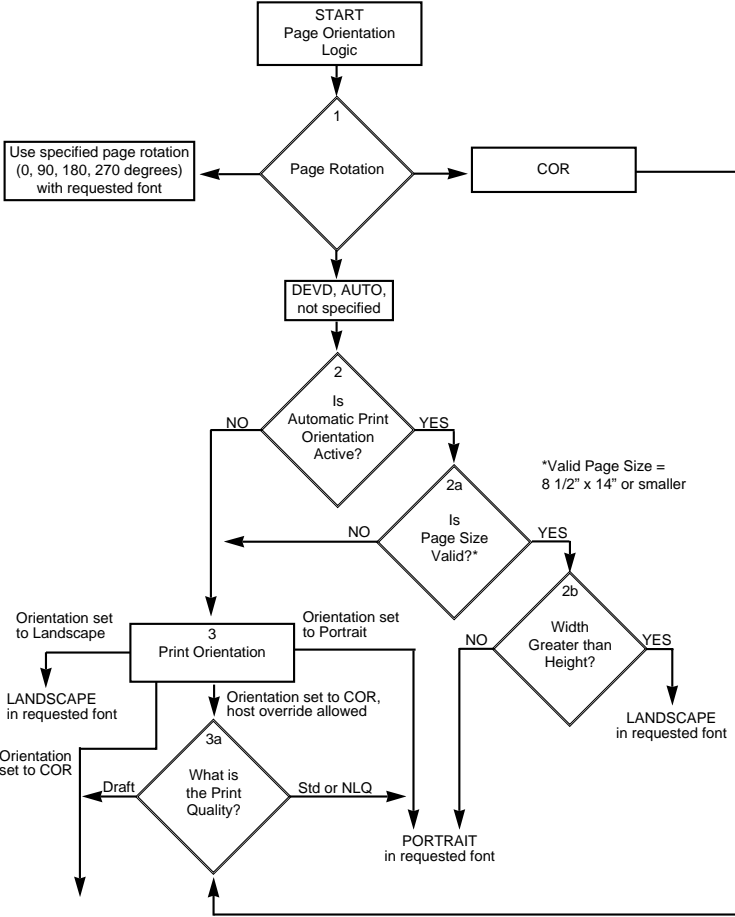 START
Page Orientation
Logic
1
Page Rotation
Use specified page rotation
(0, 90, 180, 270 degrees)
with requested font
COR
DEVD, AUTO,
not specified
2
Is
Automatic Print
Orientation
Active?
NO
YES
*Valid Page Size =
8 1/2” x 14” or smaller
2a
Is
Page Size
Valid?*
NO
YES
2b
Width
Greater than
Height?
NO
YES
Orientation set
to Landscape
3
Print Orientation
Orientation set
to Portrait
LANDSCAPE
in requested font
Orientation set to COR,
host override allowed
LANDSCAPE
in requested font
Orientation
set to COR
3a
What is
the Print
Quality?
Draft
Std or NLQ
PORTRAIT
in requested font